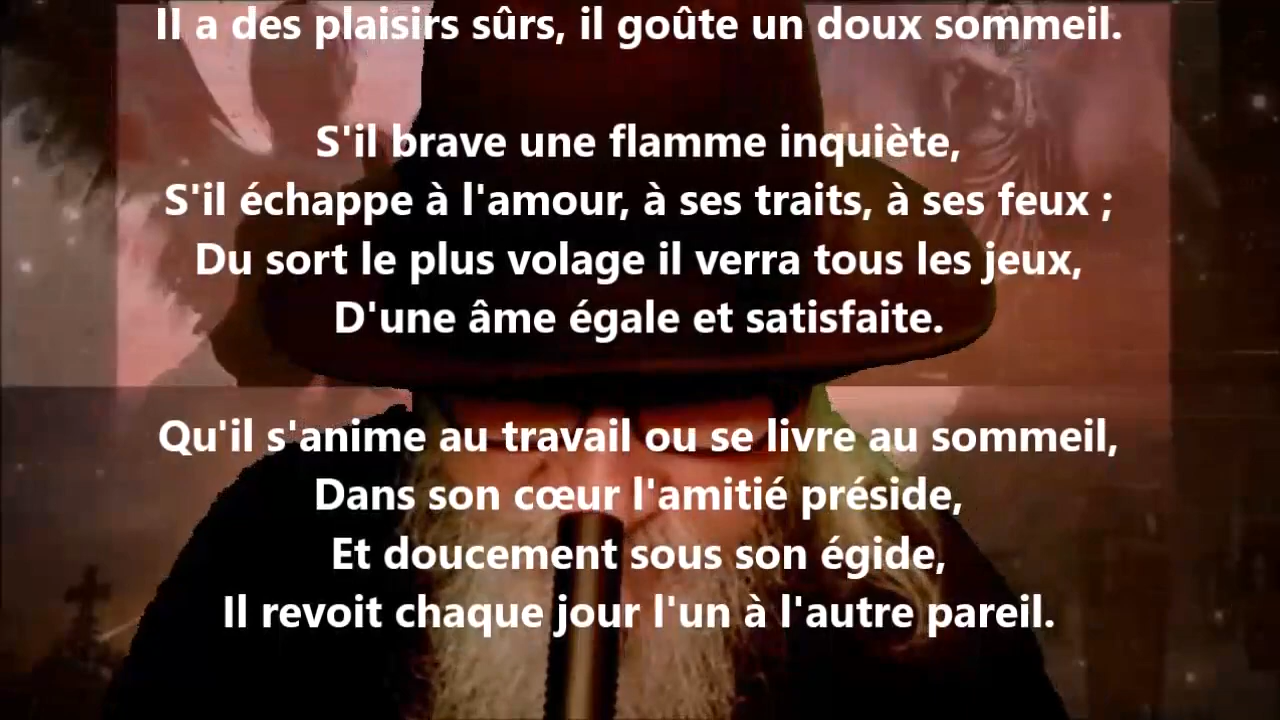 Il a des plaisirs sûrs, il goûte un doux sommeil.
S'il brave une flamme inquiète,
S'il échappe à l'amour, à ses traits, à ses feux ;
Du sort le plus volage il verra tous les jeux,
D'une âme égale et satisfaite.
Qu'il s'anime au travail ou se livre au sommeil,
Dans son cœur l'amitié préside,
Et doucement sous son égide,
Il revoit chaque jour l'un à l'autre pareil.